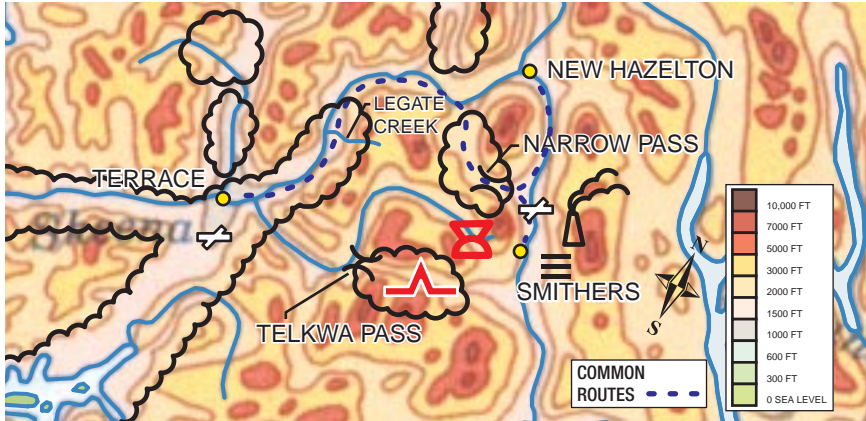 NEW HAZELTON
LEGATE
CREEK
NARROW PASS
TERRACE
Skeena
SMITHERS
TELKWA PASS
N
S
10,000 FT
7000 FT
5000 FT
3000 FT
2000 FT
1500 FT
1000 FT
600 FT
300 FT
0 SEA LEVEL
COMMON
ROUTES